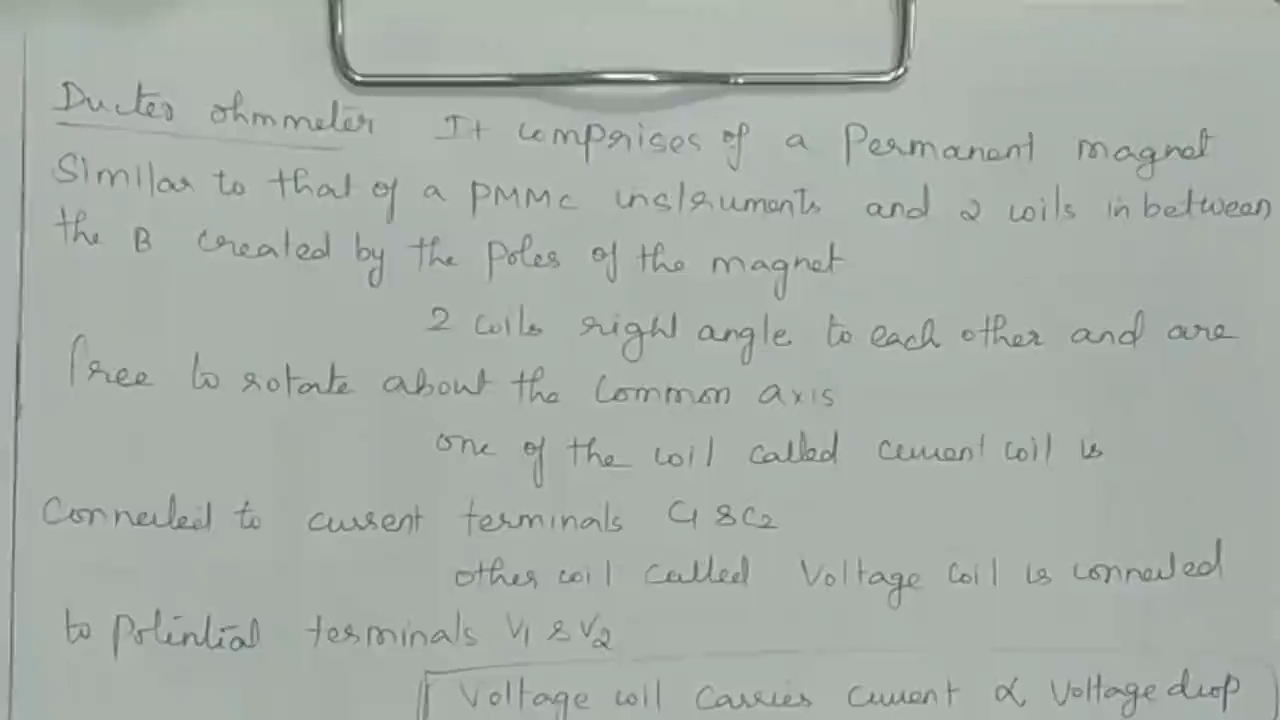 Ducter ohmmeter It comprises of a Permanent magnet
Similar to that of a PMMC instruments and 2 coils in between
the B created by the poles of the magnet
2 coils right angle to each other and are
free to rotate about the common axis
one of the coil called current coil is
Connected to current terminals C1 & C2
other coil called Voltage coil is connected
to potential terminals V1 & V2
Voltage coil carries current ∝ Voltage drop